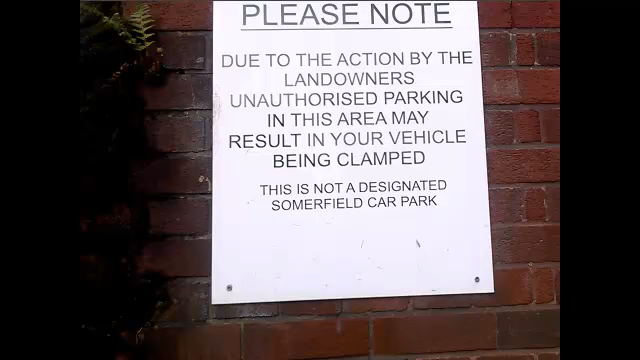 PLEASE NOTE
DUE TO THE ACTION BY THE
LANDOWNERS
UNAUTHORISED PARKING
IN THIS AREA MAY
RESULT IN YOUR VEHICLE
BEING CLAMPED
THIS IS NOT A DESIGNATED
SOMERFIELD CAR PARK